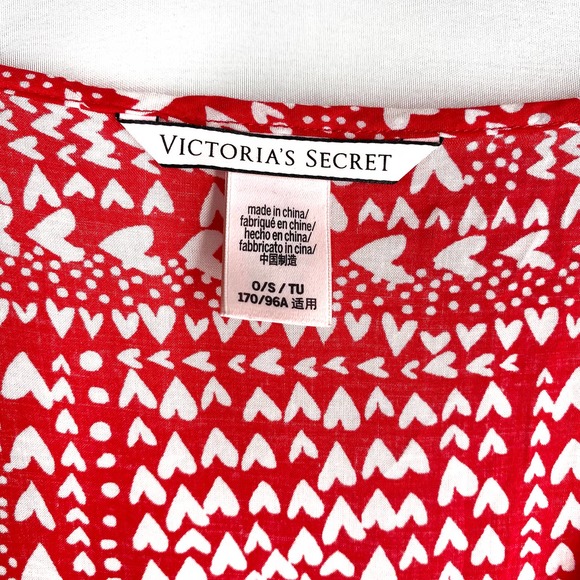 VICTORIA'S SECRET
made in china/
fabriqué en chine/
hecho en china/
fabbricato in cina/
中国制造
O/S / TU
170/96A 适用